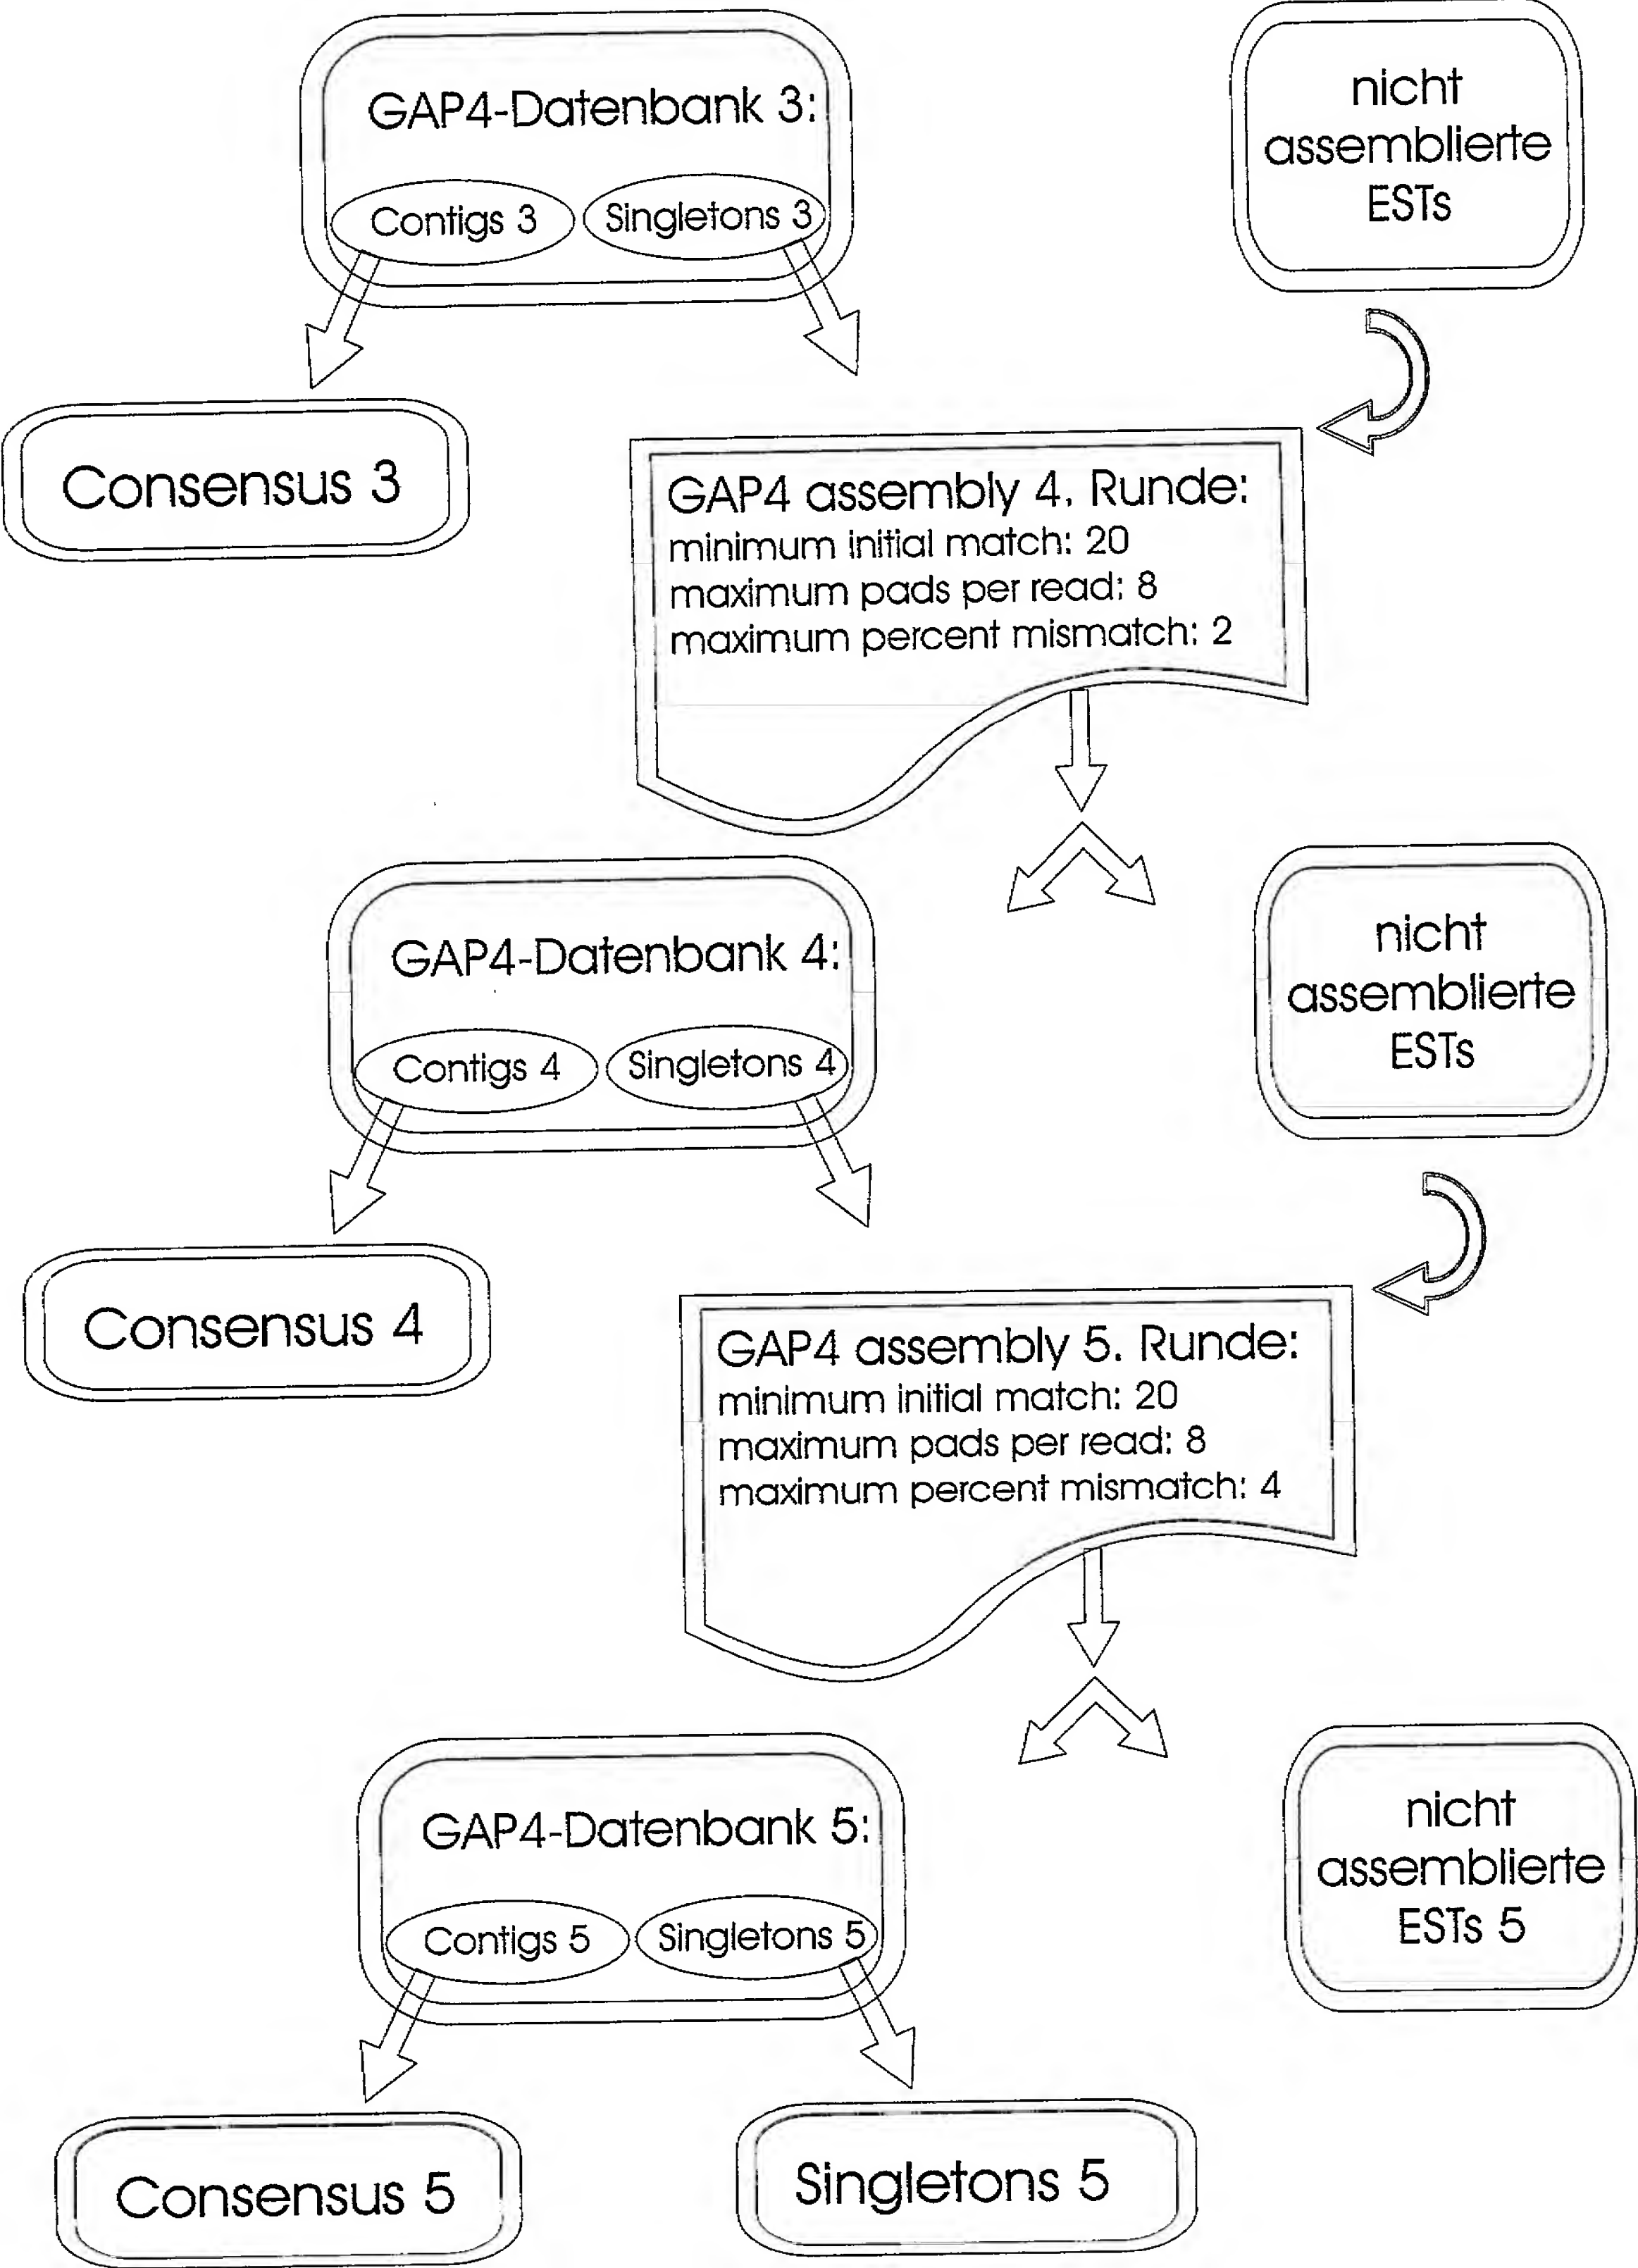 GAP4-Datenbank 3:
Contigs 3
Singletons 3
nicht
assemblierte
ESTs
Consensus 3
GAP4 assembly 4. Runde:
minimum initial match: 20
maximum pads per read: 8
maximum percent mismatch: 2
GAP4-Datenbank 4:
Contigs 4
Singletons 4
nicht
assemblierte
ESTs
Consensus 4
GAP4 assembly 5. Runde:
minimum initial match: 20
maximum pads per read: 8
maximum percent mismatch: 4
GAP4-Datenbank 5:
Contigs 5
Singletons 5
nicht
assemblierte
ESTs 5
Consensus 5
Singletons 5